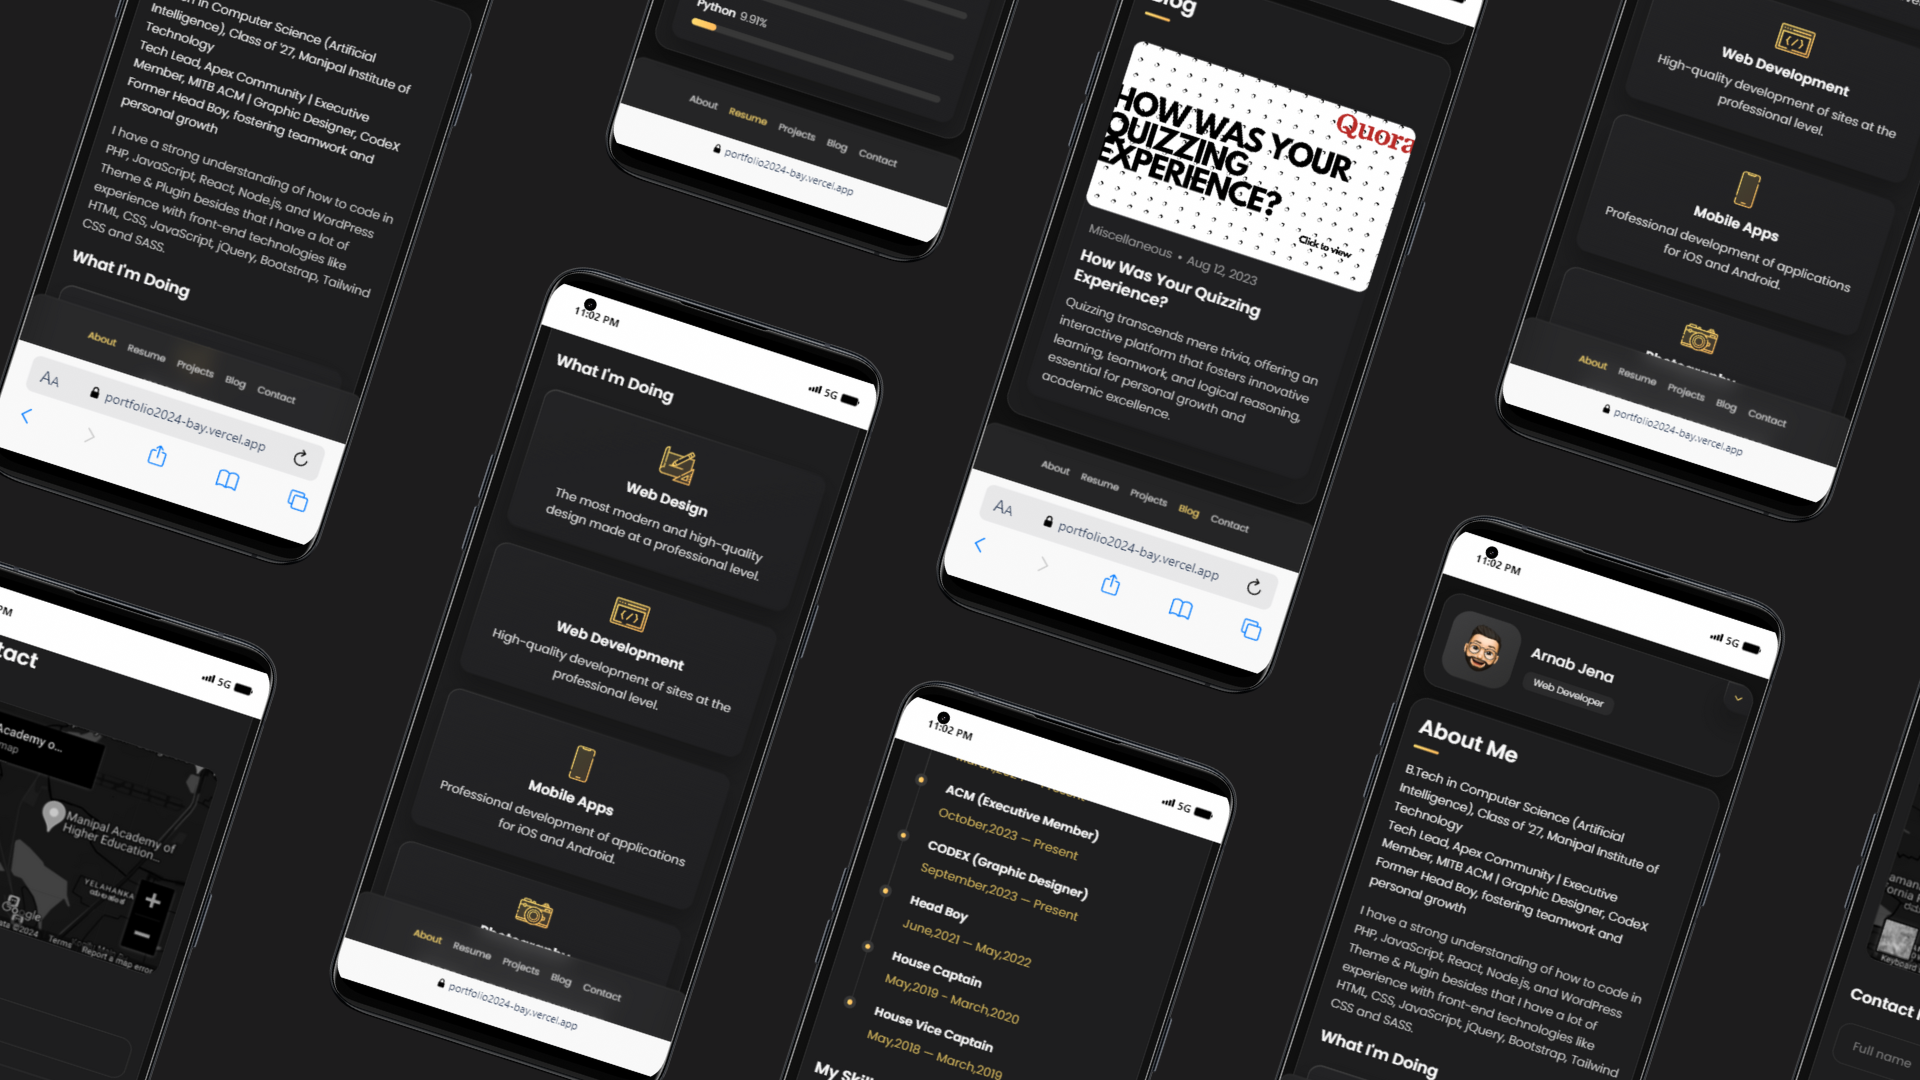 Tech in Computer Science (Artificial
Intelligence), Class of '27, Manipal Institute of
Technology
Tech Lead, Apex Community | Executive
Member, MITB ACM | Graphic Designer, CodeX
Former Head Boy, fostering teamwork and
personal growth
I have a strong understanding of how to code in
PHP, JavaScript, React, Node.js, and WordPress
Theme & Plugin besides that I have a lot of
experience with front-end technologies like
HTML, CSS, JavaScript, jQuery, Bootstrap, Tailwind
CSS and SASS.
What I'm Doing
About Resume Projects Blog Contact
AA portfolio2024-bay.vercel.app
Python 9.91%
About Resume Projects Blog Contact
portfolio2024-bay.vercel.app
Blog
HOW WAS YOUR
QUIZZING
EXPERIENCE?
Quora
Click to view
Miscellaneous • Aug 12, 2023
How Was Your Quizzing
Experience?
Quizzing transcends mere trivia, offering an
interactive platform that fosters innovative
learning, teamwork, and logical reasoning,
essential for personal growth and
academic excellence.
About Resume Projects Blog Contact
AA portfolio2024-bay.vercel.app
Web Development
High-quality development of sites at the
professional level.
Mobile Apps
Professional development of applications
for iOS and Android.
About Resume Projects Blog Contact
portfolio2024-bay.vercel.app
11:02 PM
5G
What I'm Doing
Web Design
The most modern and high-quality
design made at a professional level.
Web Development
High-quality development of sites at the
professional level.
Mobile Apps
Professional development of applications
for iOS and Android.
About Resume Projects Blog Contact
portfolio2024-bay.vercel.app
PM
5G
tact
Academy o...
map
Manipal Academy of
Higher Education...
YELAHANKA
Google
©2024 Terms Report a map error
11:02 PM
5G
ACM (Executive Member)
October,2023 — Present
CODEX (Graphic Designer)
September,2023 — Present
Head Boy
June,2021 — May,2022
House Captain
May,2019 - March,2020
House Vice Captain
May,2018 — March,2019
My Skil
11:02 PM
5G
Arnab Jena
Web Developer
About Me
B.Tech in Computer Science (Artificial
Intelligence), Class of '27, Manipal Institute of
Technology
Tech Lead, Apex Community | Executive
Member, MITB ACM | Graphic Designer, CodeX
Former Head Boy, fostering teamwork and
personal growth
I have a strong understanding of how to code in
PHP, JavaScript, React, Node.js, and WordPress
Theme & Plugin besides that I have a lot of
experience with front-end technologies like
HTML, CSS, JavaScript, jQuery, Bootstrap, Tailwind
CSS and SASS.
What I'm Doing
Keyboard
Contact
Full name